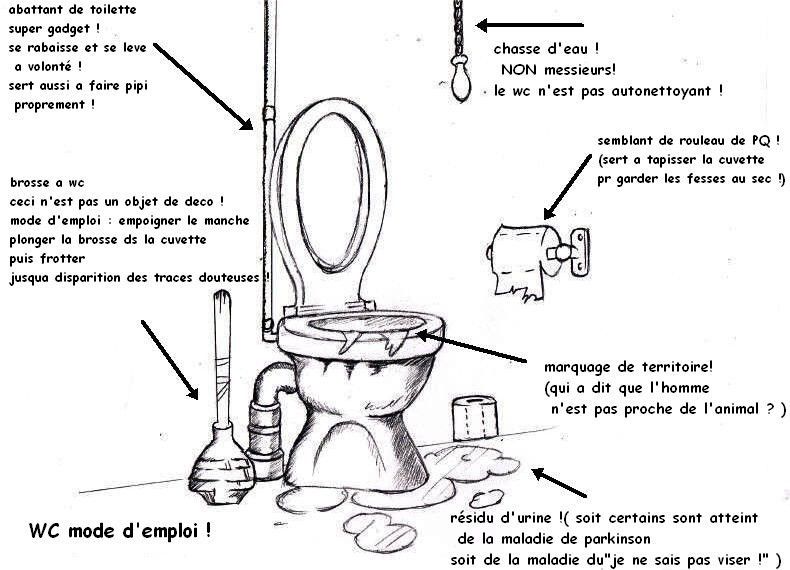 abattant de toilette
super gadget !
se rabaisse et se leve
a volonté !
sert aussi a faire pipi
proprement !
chasse d'eau !
NON messieurs!
le wc n'est pas autonettoyant !
semblant de rouleau de PQ !
(sert a tapisser la cuvette
pr garder les fesses au sec !)
brosse a wc
ceci n'est pas un objet de deco !
mode d'emploi : empoigner le manche
plonger la brosse ds la cuvette
puis frotter
jusqua disparition des traces douteuses !
marquage de territoire!
(qui a dit que l'homme
n'est pas proche de l'animal ? )
résidu d'urine !( soit certains sont atteint
de la maladie de parkinson
soit de la maladie du"je ne sais pas viser !" )
WC mode d'emploi !